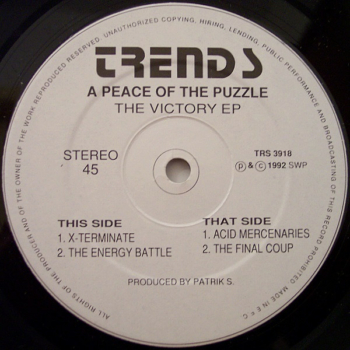 ALL RIGHTS OF THE PRODUCER AND OF THE OWNER OF THE WORK REPRODUCED RESERVED. UNAUTHORIZED COPYING, HIRING, LENDING, PUBLIC PERFORMANCE AND BROADCASTING OF THIS RECORD PROHIBITED MADE IN E.V.C.
TRENDS
A PEACE OF THE PUZZLE
THE VICTORY EP
STEREO
45
TRS 3918
℗ & © 1992 SWP
THIS SIDE
1. X-TERMINATE
2. THE ENERGY BATTLE
THAT SIDE
1. ACID MERCENARIES
2. THE FINAL COUP
PRODUCED BY PATRIK S.